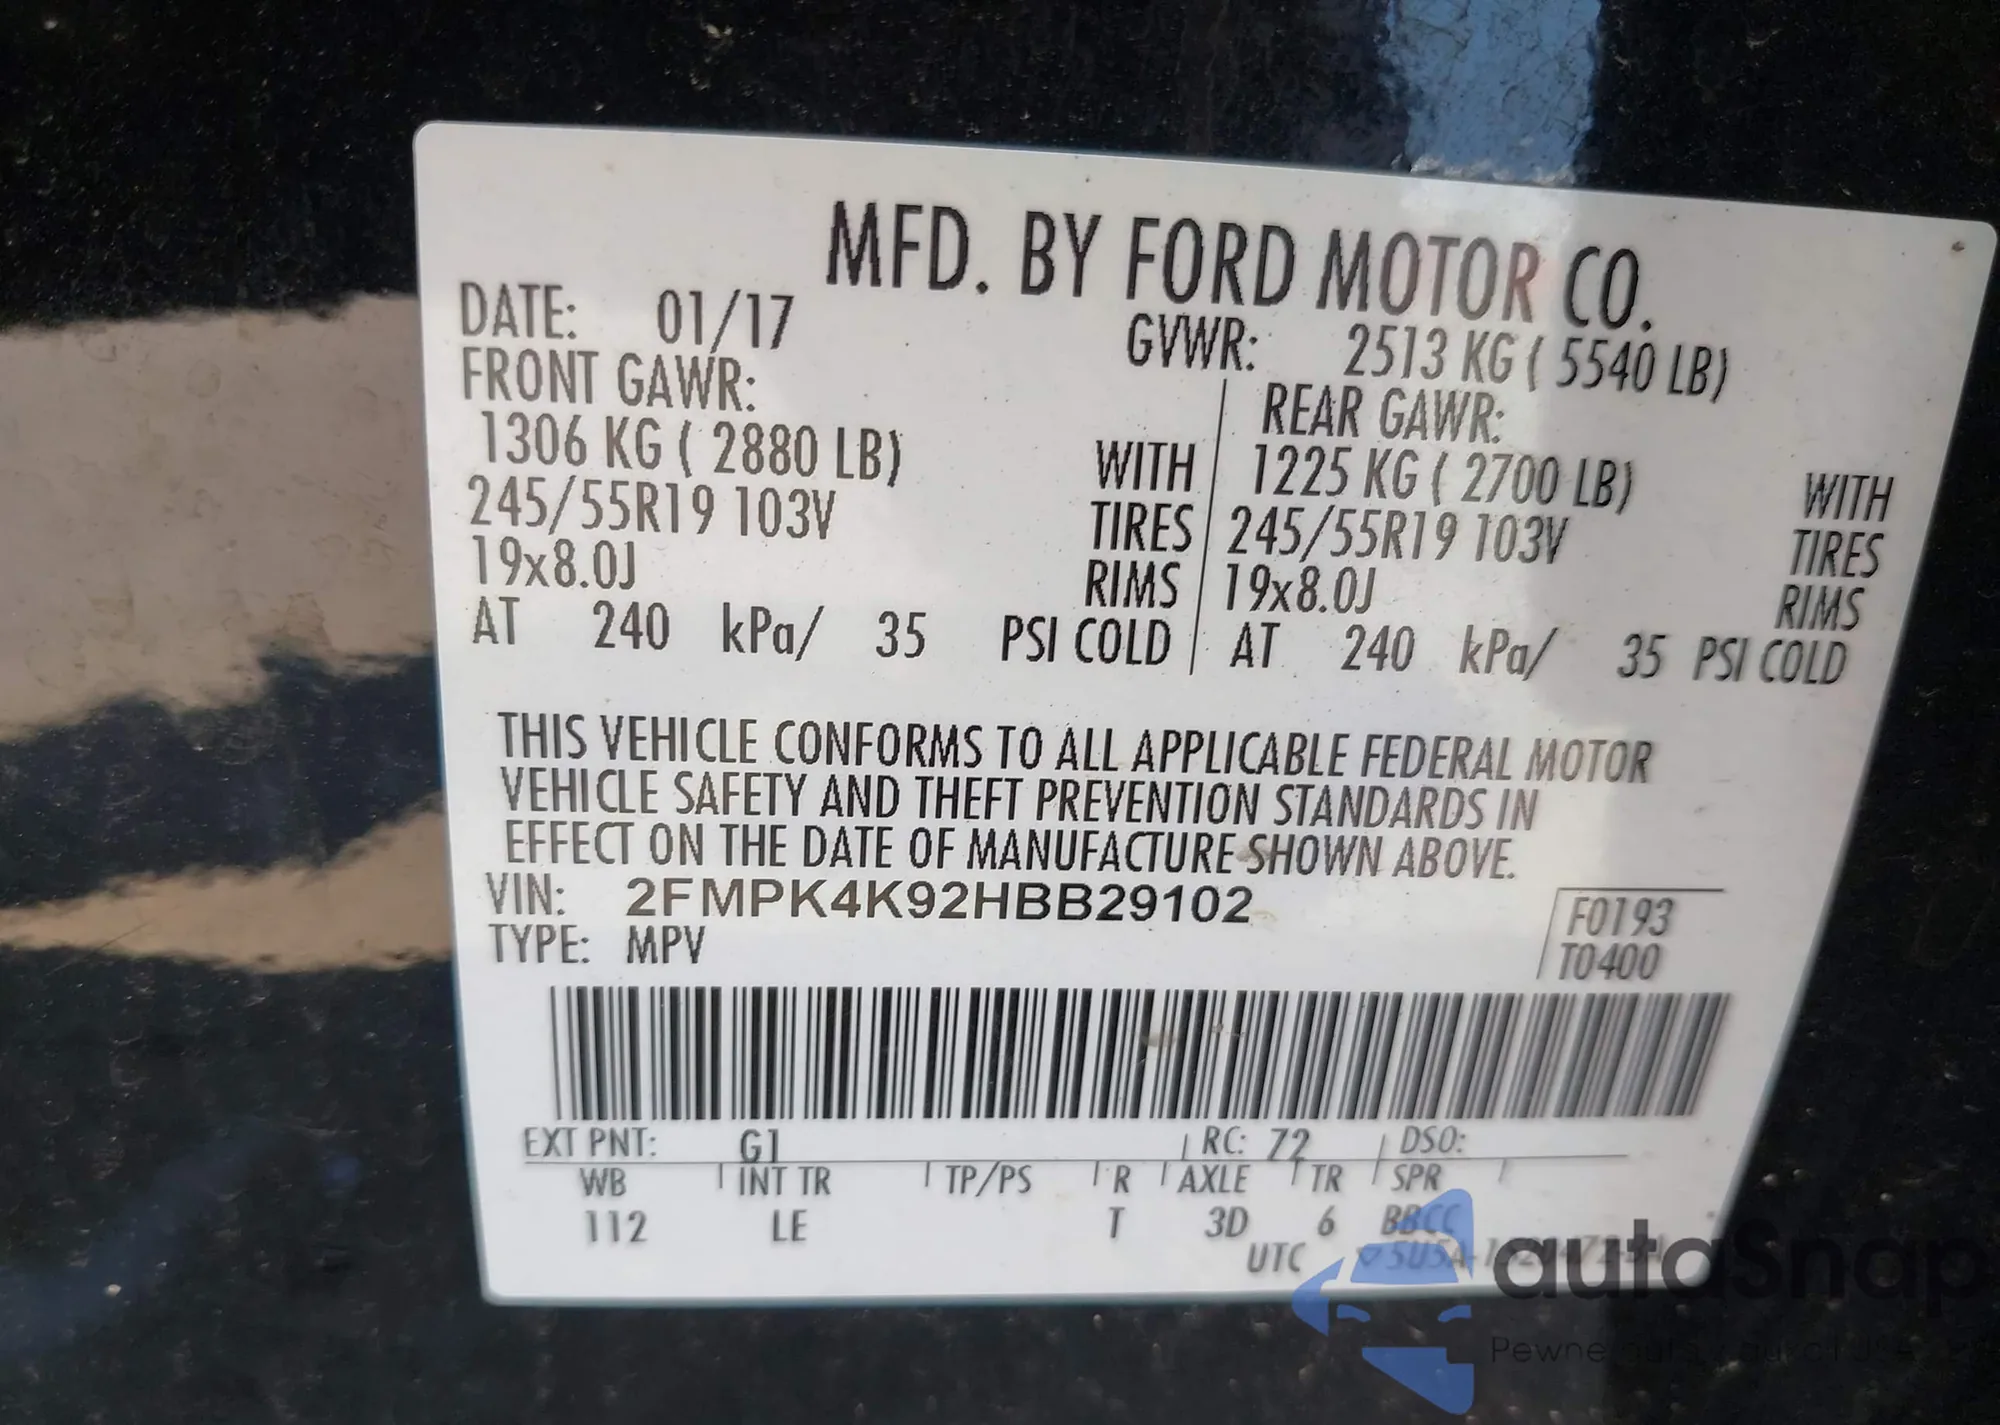 MFD. BY FORD MOTOR CO.
DATE: 01/17 GVWR: 2513 KG ( 5540 LB)
FRONT GAWR: REAR GAWR:
1306 KG ( 2880 LB) WITH 1225 KG ( 2700 LB) WITH
245/55R19 103V TIRES 245/55R19 103V TIRES
19x8.0J RIMS 19x8.0J RIMS
AT 240 kPa/ 35 PSI COLD AT 240 kPa/ 35 PSI COLD
THIS VEHICLE CONFORMS TO ALL APPLICABLE FEDERAL MOTOR
VEHICLE SAFETY AND THEFT PREVENTION STANDARDS IN
EFFECT ON THE DATE OF MANUFACTURE SHOWN ABOVE.
VIN: 2FMPK4K92HBB29102
TYPE: MPV
F0193
T0400
EXT PNT: G1 RC: 72 DSO:
WB INT TR TP/PS R AXLE TR SPR
112 LE T 3D 6 BBCC
UTC
autaSnap
Pewne auta z